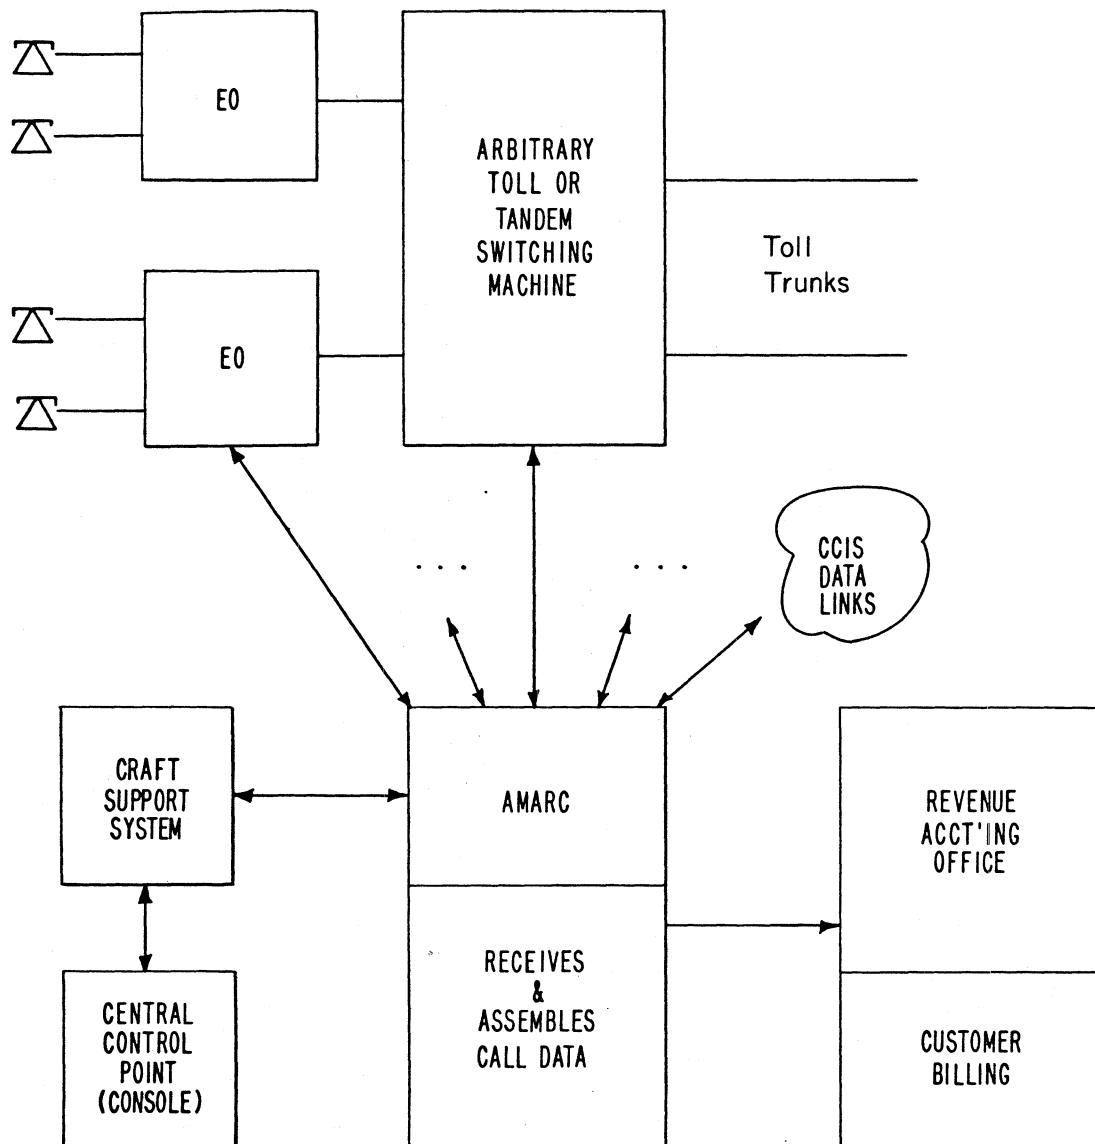 EO
ARBITRARY
TOLL OR
TANDEM
SWITCHING
MACHINE
Toll
Trunks
EO
. . .
. . .
CCIS
DATA
LINKS
CRAFT
SUPPORT
SYSTEM
AMARC
REVENUE
ACCT'ING
OFFICE
CENTRAL
CONTROL
POINT
(CONSOLE)
RECEIVES
&
ASSEMBLES
CALL DATA
CUSTOMER
BILLING